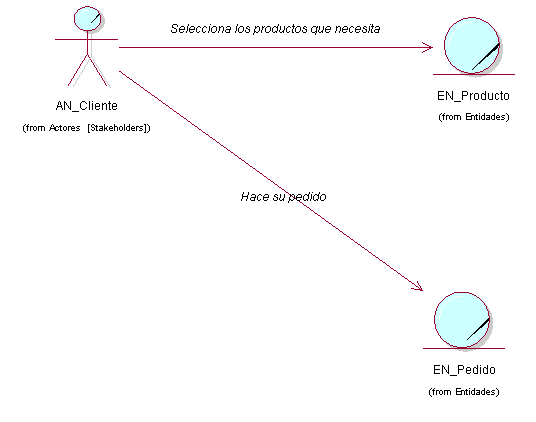 Selecciona los productos que necesita
AN_Cliente
(from Actores [Stakeholders])
EN_Producto
(from Entidades)
Hace su pedido
EN_Pedido
(from Entidades)